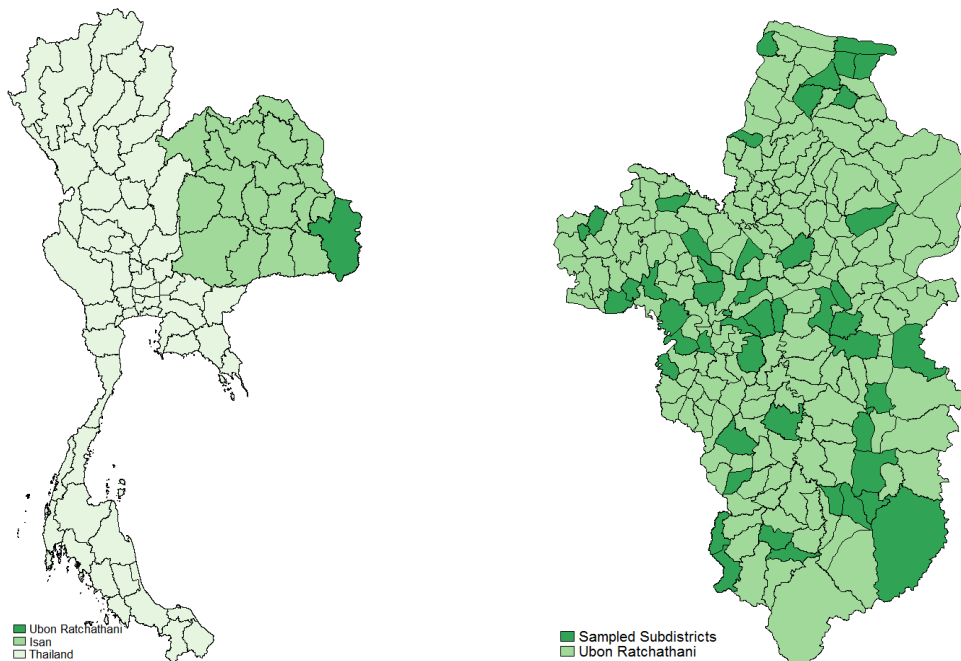 Ubon Ratchathani
Isan
Thailand
Sampled Subdistricts
Ubon Ratchathani